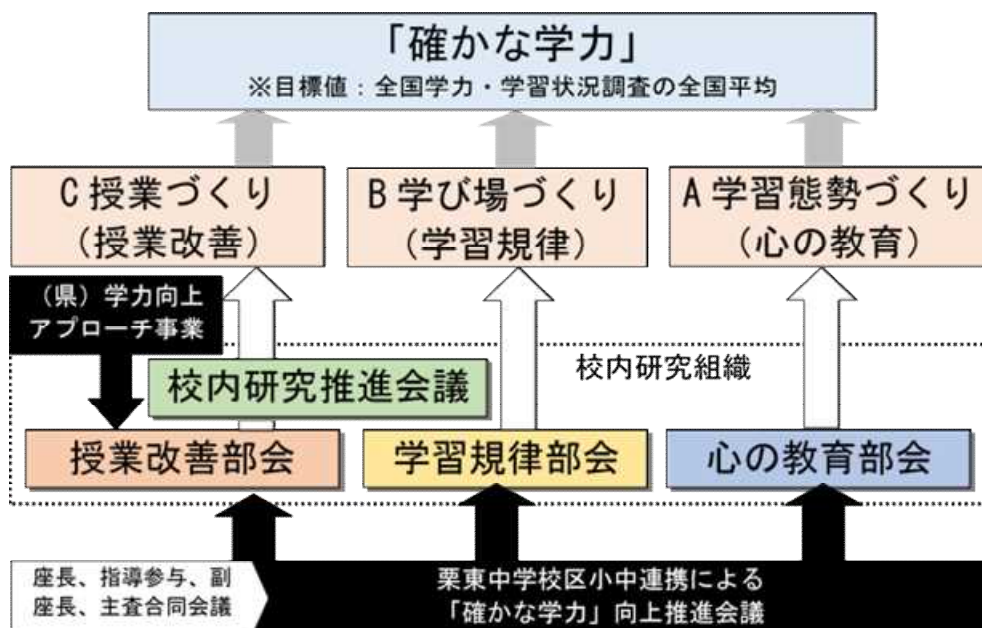 「確かな学力」
※目標値：全国学力・学習状況調査の全国平均
C 授業づくり
（授業改善）
B 学び場づくり
（学習規律）
A 学習態勢づくり
（心の教育）
（県）学力向上
アプローチ事業
校内研究推進会議
校内研究組織
授業改善部会
学習規律部会
心の教育部会
座長、指導参与、副
座長、主査合同会議
栗東中学校区小中連携による
「確かな学力」向上推進会議